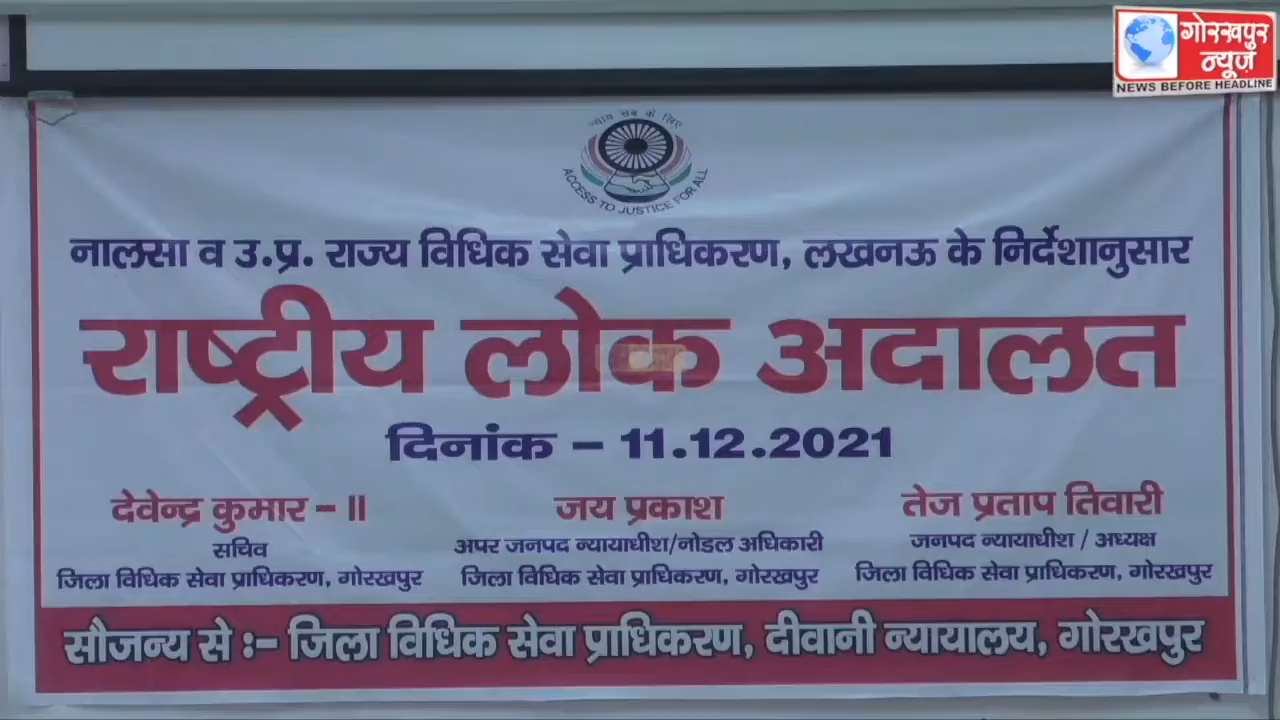 गोरखपुर
न्यूज़
NEWS BEFORE HEADLINE
न्याय सब के लिए
ACCESS TO JUSTICE FOR ALL
नालसा व उ.प्र. राज्य विधिक सेवा प्राधिकरण, लखनऊ के निर्देशानुसार
राष्ट्रीय लोक अदालत
दिनांक – 11.12.2021
देवेन्द्र कुमार – II
सचिव
जिला विधिक सेवा प्राधिकरण, गोरखपुर
जय प्रकाश
अपर जनपद न्यायाधीश/नोडल अधिकारी
जिला विधिक सेवा प्राधिकरण, गोरखपुर
तेज प्रताप तिवारी
जनपद न्यायाधीश / अध्यक्ष
जिला विधिक सेवा प्राधिकरण, गोरखपुर
सौजन्य से :- जिला विधिक सेवा प्राधिकरण, दीवानी न्यायालय, गोरखपुर